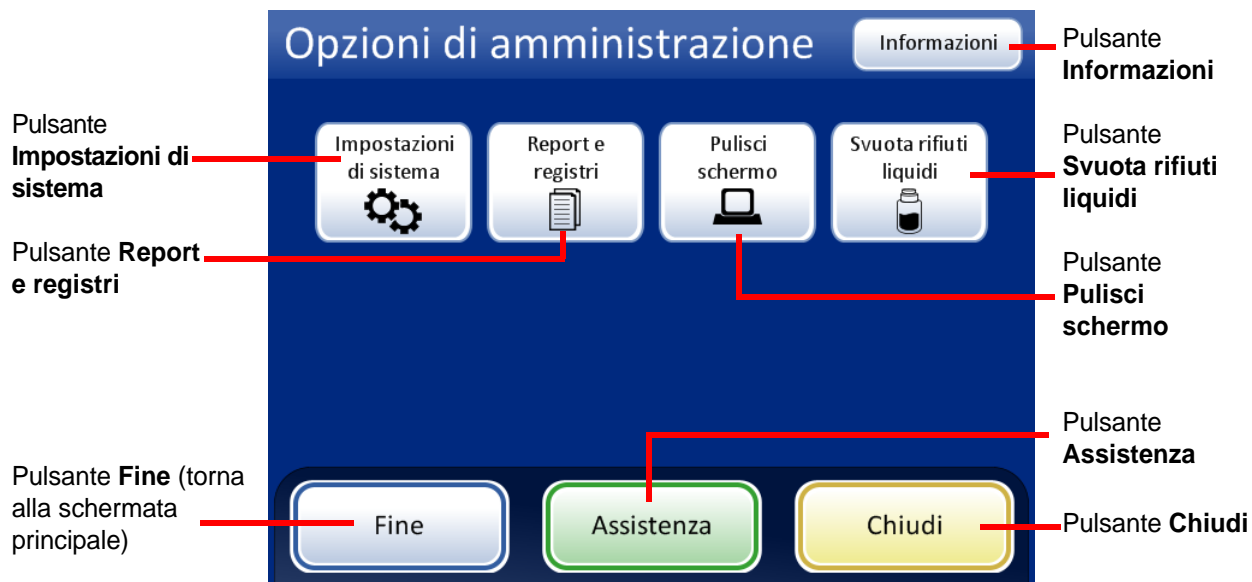 Opzioni di amministrazione
Informazioni
Pulsante
Informazioni
Pulsante
Impostazioni di
sistema
Impostazioni
di sistema
Report e
registri
Pulisci
schermo
Svuota rifiuti
liquidi
Pulsante
Svuota rifiuti
liquidi
Pulsante Report
e registri
Pulsante
Pulisci
schermo
Pulsante
Assistenza
Pulsante Fine (torna
alla schermata
principale)
Fine
Assistenza
Chiudi
Pulsante Chiudi